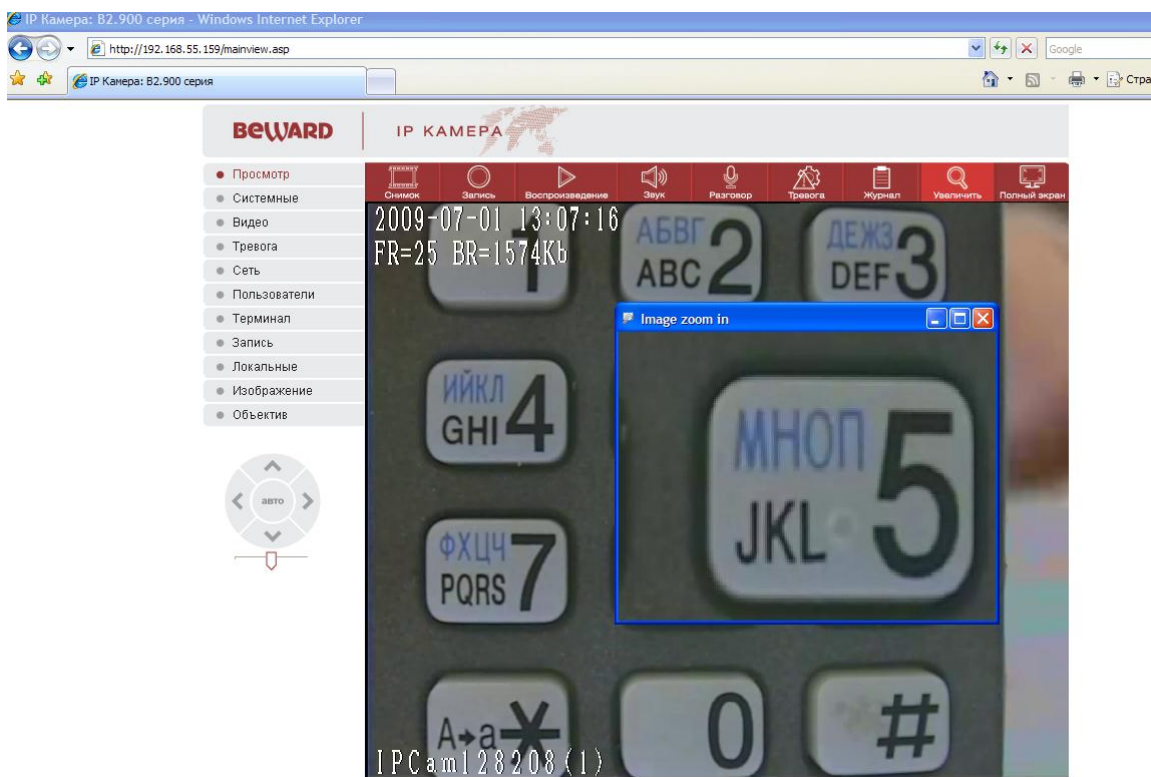 IP Камера: B2.900 серия - Windows Internet Explorer
http://192.168.55.159/mainview.asp
Google
IP Камера: B2.900 серия
Стра
BEWARD
IP КАМЕРА
Просмотр
Системные
Видео
Тревога
Сеть
Пользователи
Терминал
Запись
Локальные
Изображение
Объектив
авто
Снимок
Запись
Воспроизведение
Звук
Разговор
Тревога
Журнал
Увеличить
Полный экран
2009-07-01 13:07:16
FR=25 BR=1574Kb
1
АБВГ
ABC 2
ДЕЖЗ
DEF 3
Image zoom in
ИЙКЛ
GHI 4
МНОП
JKL 5
ФХЦЧ
PQRS 7
A→a *
0
#
IPCam128208(1)